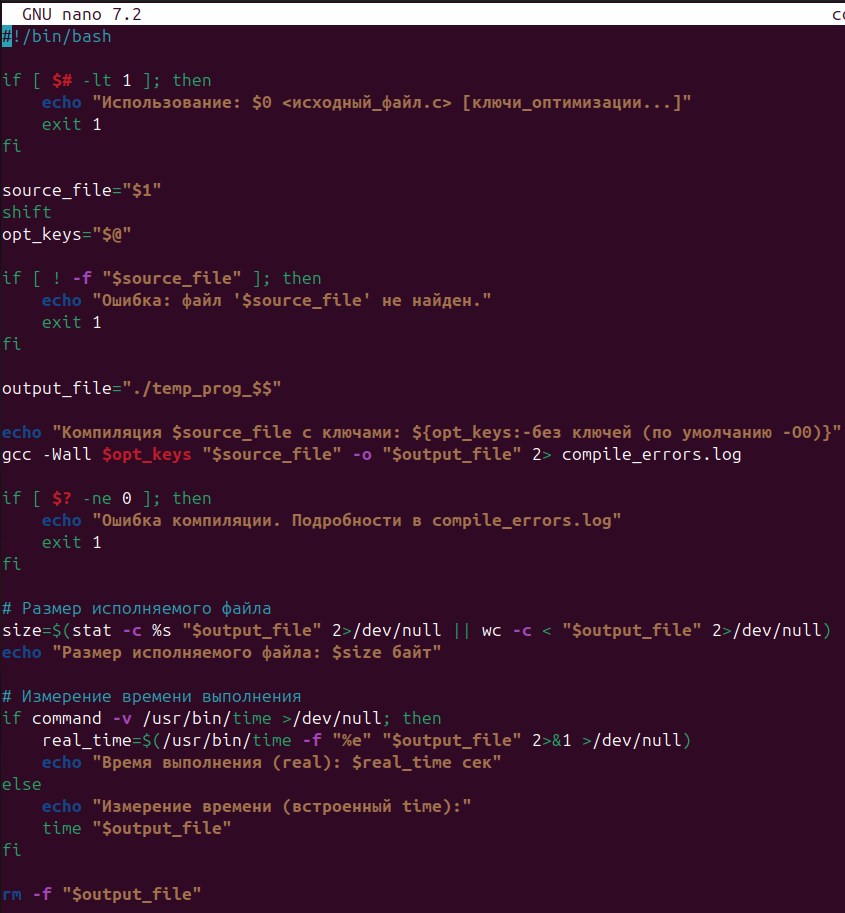 GNU nano 7.2 co
#!/bin/bash
if [ $# -lt 1 ]; then
    echo "Использование: $0 <исходный_файл.c> [ключи_оптимизации...]"
    exit 1
fi
source_file="$1"
shift
opt_keys="$@"
if [ ! -f "$source_file" ]; then
    echo "Ошибка: файл '$source_file' не найден."
    exit 1
fi
output_file="./temp_prog_$$"
echo "Компиляция $source_file с ключами: ${opt_keys:-без ключей (по умолчанию -O0)}"
gcc -Wall $opt_keys "$source_file" -o "$output_file" 2> compile_errors.log
if [ $? -ne 0 ]; then
    echo "Ошибка компиляции. Подробности в compile_errors.log"
    exit 1
fi
# Размер исполняемого файла
size=$(stat -c %s "$output_file" 2>/dev/null || wc -c < "$output_file" 2>/dev/null)
echo "Размер исполняемого файла: $size байт"
# Измерение времени выполнения
if command -v /usr/bin/time >/dev/null; then
    real_time=$(/usr/bin/time -f "%e" "$output_file" 2>&1 >/dev/null)
    echo "Время выполнения (real): $real_time сек"
else
    echo "Измерение времени (встроенный time):"
    time "$output_file"
fi
rm -f "$output_file"